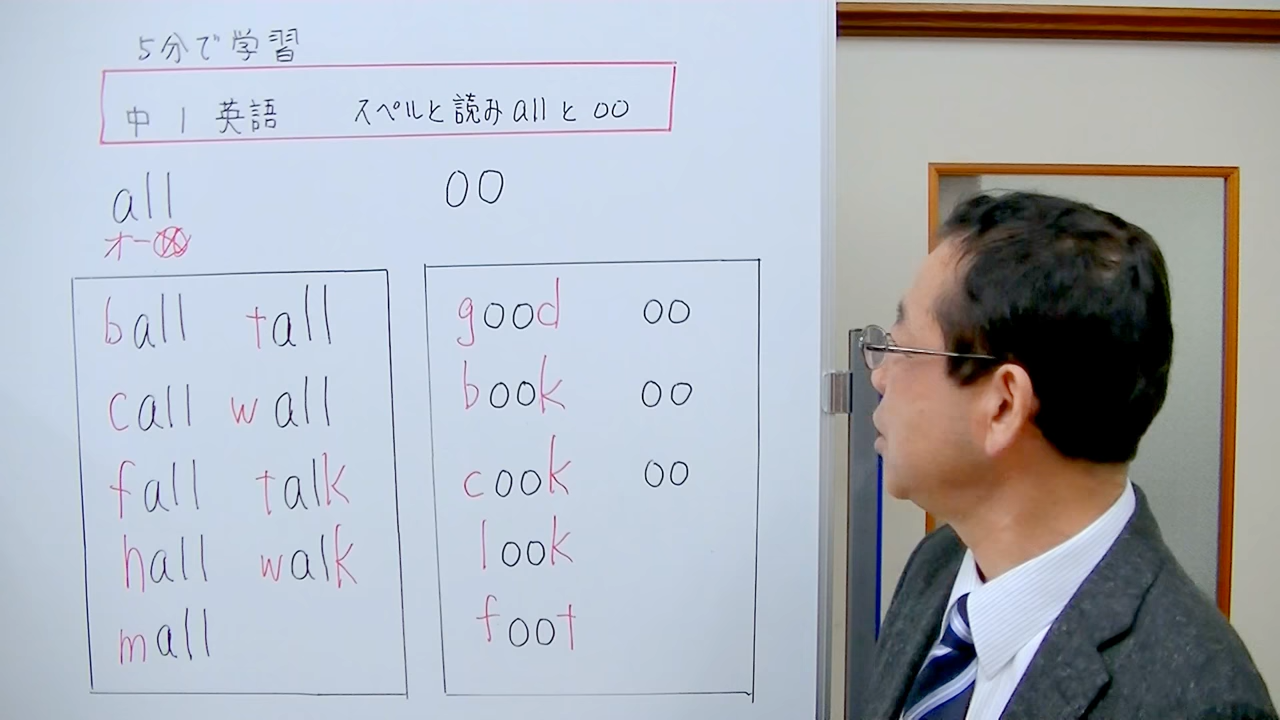 5分で学習
中1英語 スペルと読み all と oo
all oo
オー
ball tall
call wall
fall talk
hall walk
mall
good oo
book oo
cook oo
look
foot